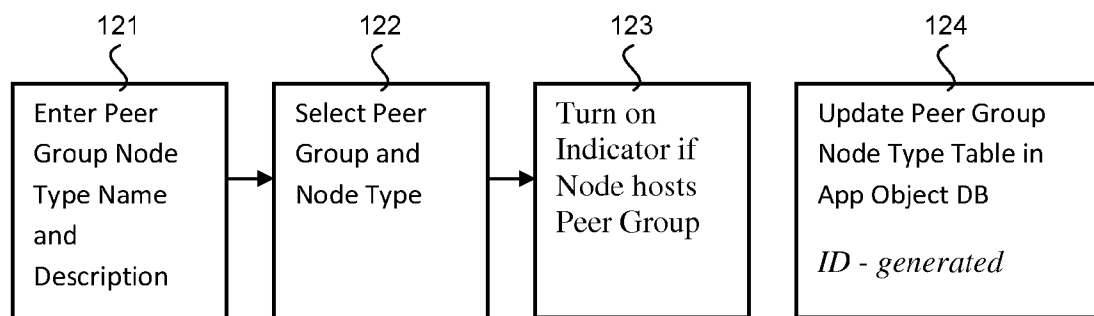 121
122
123
124
Enter Peer
Group Node
Type Name
and
Description
Select Peer
Group and
Node Type
Turn on
Indicator if
Node hosts
Peer Group
Update Peer Group
Node Type Table in
App Object DB
ID - generated